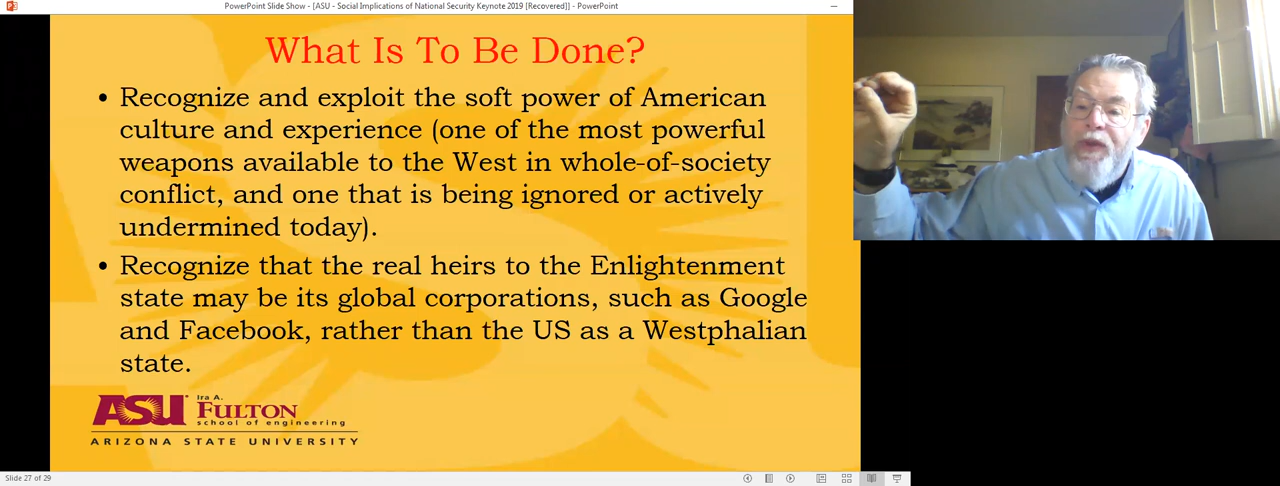 PowerPoint Slide Show - [ASU - Social Implications of National Security Keynote 2019 [Recovered]] - PowerPoint
What Is To Be Done?
• Recognize and exploit the soft power of American
culture and experience (one of the most powerful
weapons available to the West in whole-of-society
conflict, and one that is being ignored or actively
undermined today).
• Recognize that the real heirs to the Enlightenment
state may be its global corporations, such as Google
and Facebook, rather than the US as a Westphalian
state.
ASU Ira A.
FULTON
school of engineering
ARIZONA STATE UNIVERSITY
Slide 27 of 29